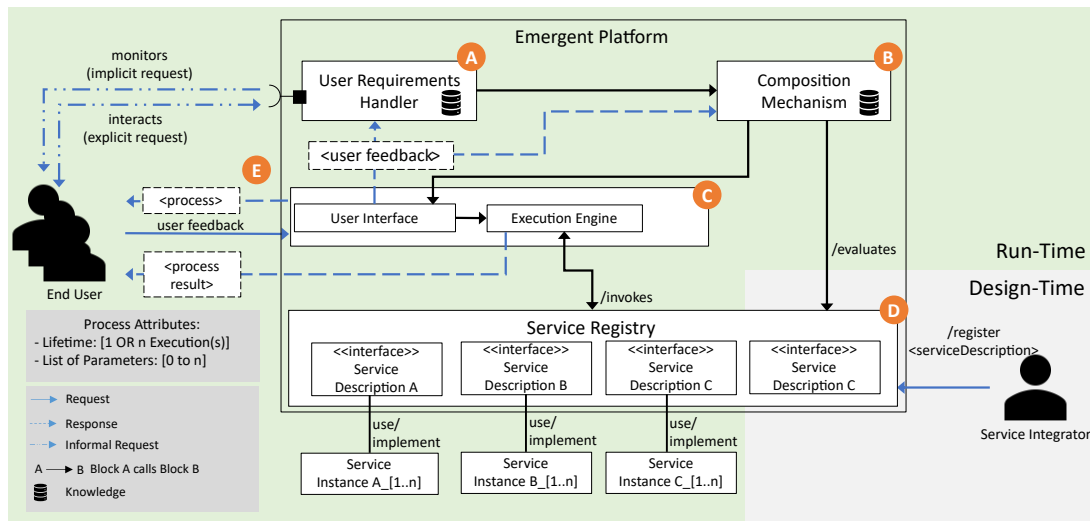 Emergent Platform
monitors
(implicit request)
A
B
User Requirements
Handler
Composition
Mechanism
interacts
(explicit request)
<user feedback>
E
C
<process>
User Interface
Execution Engine
user feedback
<process
result>
/evaluates
Run-Time
End User
/invokes
Design-Time
D
Process Attributes:
- Lifetime: [1 OR n Execution(s)]
- List of Parameters: [0 to n]
Service Registry
/register
<serviceDescription>
<<interface>>
Service
Description A
<<interface>>
Service
Description B
<<interface>>
Service
Description C
<<interface>>
Service
Description C
Request
Response
Informal Request
A B Block A calls Block B
Knowledge
use/
implement
use/
implement
use/
implement
Service Integrator
Service
Instance A_[1..n]
Service
Instance B_[1..n]
Service
Instance C_[1..n]